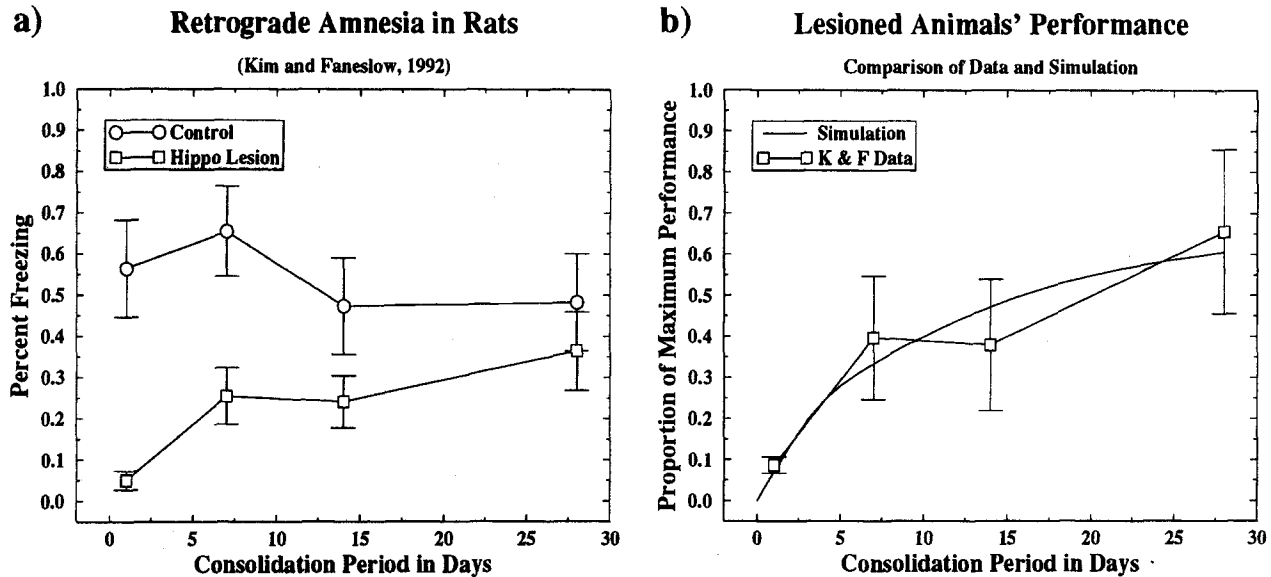 a)
Retrograde Amnesia in Rats
(Kim and Faneslow, 1992)
1.0
0.9
0.8
0.7
0.6
0.5
0.4
0.3
0.2
0.1
0.0
Percent Freezing
Control
Hippo Lesion
0 5 10 15 20 25 30
Consolidation Period in Days
b)
Lesioned Animals' Performance
Comparison of Data and Simulation
1.0
0.9
0.8
0.7
0.6
0.5
0.4
0.3
0.2
0.1
0.0
Proportion of Maximum Performance
Simulation
K & F Data
0 5 10 15 20 25 30
Consolidation Period in Days